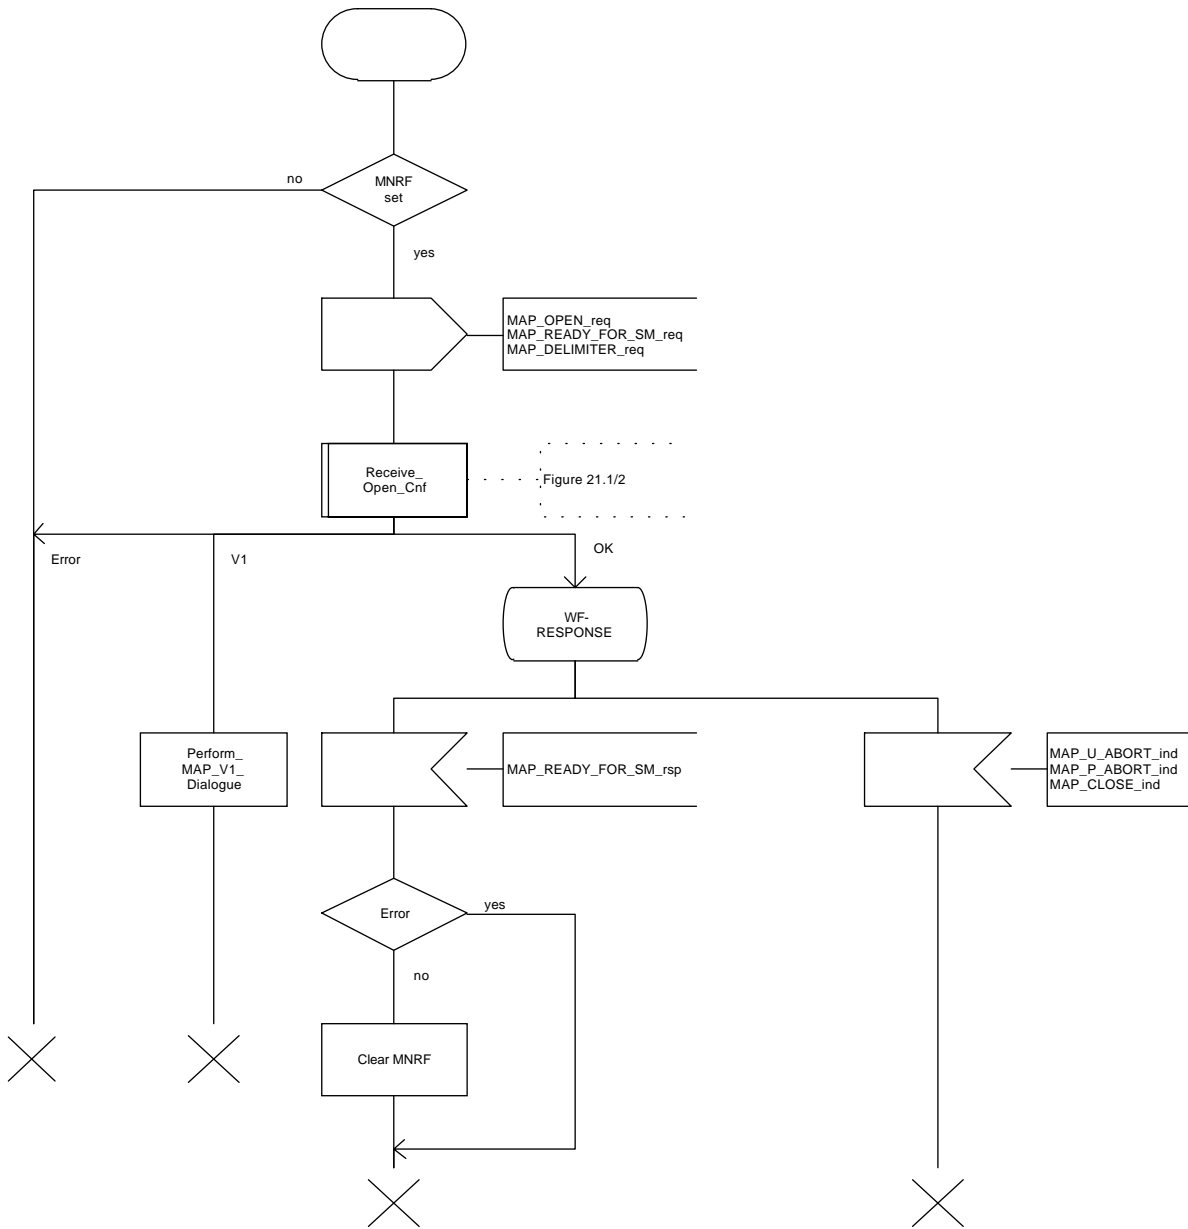 no
MNRF
set
yes
MAP_OPEN_req
MAP_READY_FOR_SM_req
MAP_DELIMITER_req
Receive_
Open_Cnf
Figure 21.1/2
Error
V1
OK
WF-
RESPONSE
Perform_
MAP_V1_
Dialogue
MAP_READY_FOR_SM_rsp
MAP_U_ABORT_ind
MAP_P_ABORT_ind
MAP_CLOSE_ind
Error
yes
no
Clear MNRF